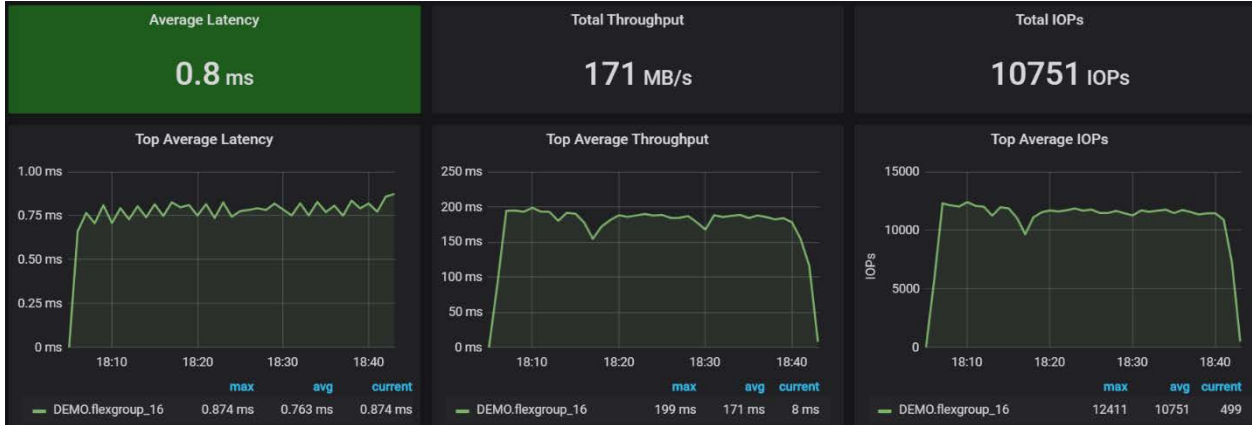 Average Latency
0.8 ms
Total Throughput
171 MB/s
Total IOPs
10751 IOPs
Top Average Latency
1.00 ms
0.75 ms
0.50 ms
0.25 ms
0 ms
18:10 18:20 18:30 18:40
max avg current
DEMO.flexgroup_16 0.874 ms 0.763 ms 0.874 ms
Top Average Throughput
250 ms
200 ms
150 ms
100 ms
50 ms
0 ms
18:10 18:20 18:30 18:40
max avg current
DEMO.flexgroup_16 199 ms 171 ms 8 ms
Top Average IOPs
IOPs
15000
10000
5000
0
18:10 18:20 18:30 18:40
max avg current
DEMO.flexgroup_16 12411 10751 499